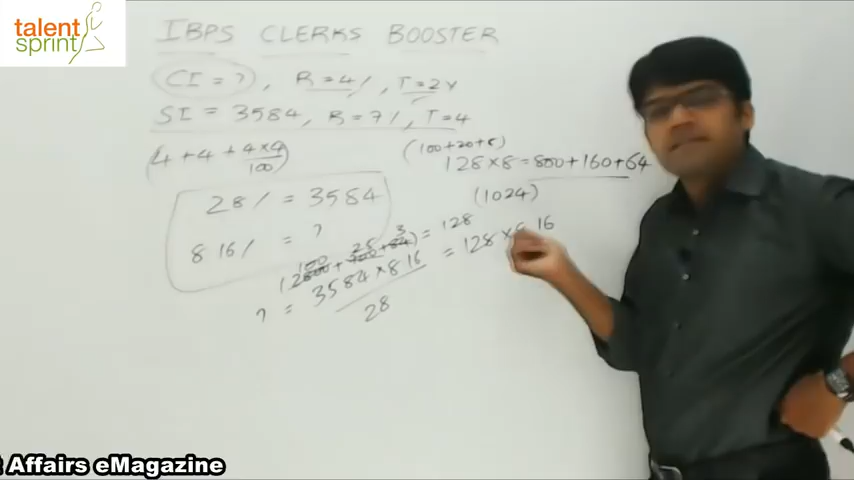 talent
sprint
IBPS CLERKS BOOSTER
CI = ?, R = 4%, T = 2Y
SI = 3584, R = 7%, T = 4
(4 + 4 + 4×4/100)
(100+20+8)
128×8 = 800+160+64
(1024)
28% = 3584
8 16% = ?
100 25 3
= 128
? = 3584 × 8 16 / 28 = 128 × 16
Affairs eMagazine